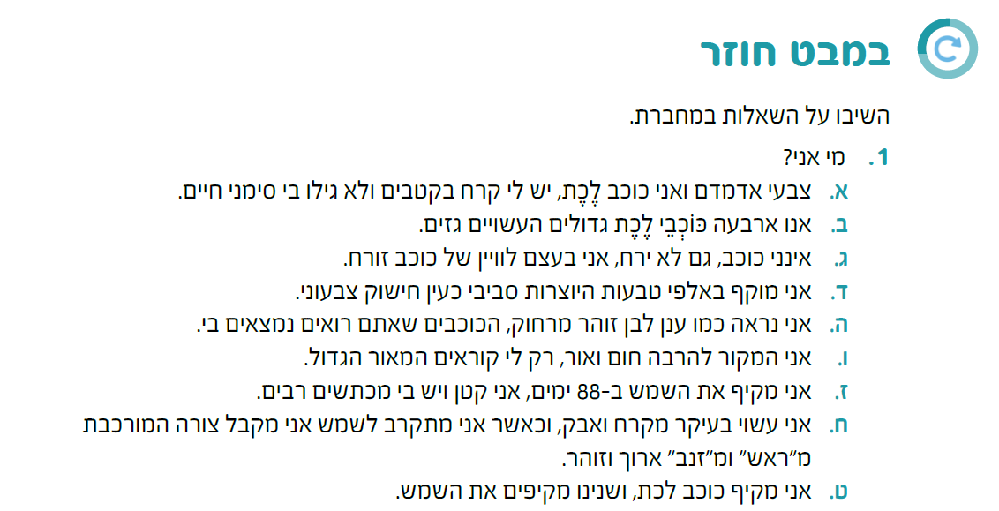 במבט חוזר
השיבו על השאלות במחברת.
1. מי אני?
א. צבעי אדמדם ואני כוכב לֶכֶת, יש לי קרח בקטבים ולא גילו בי סימני חיים.
ב. אנו ארבעה כּוֹכְבֵי לֶכֶת גדולים העשויים גזים.
ג. אינני כוכב, גם לא ירח, אני בעצם לוויין של כוכב זורח.
ד. אני מוקף באלפי טבעות היוצרות סביבי כעין חישוק צבעוני.
ה. אני נראה כמו ענן לבן זוהר מרחוק, הכוכבים שאתם רואים נמצאים בי.
ו. אני המקור להרבה חום ואור, רק לי קוראים המאור הגדול.
ז. אני מקיף את השמש ב-88 ימים, אני קטן ויש בי מכתשים רבים.
ח. אני עשוי בעיקר מקרח ואבק, וכאשר אני מתקרב לשמש אני מקבל צורה המורכבת
מ"ראש" ומ"זנב" ארוך וזוהר.
ט. אני מקיף כוכב לכת, ושנינו מקיפים את השמש.